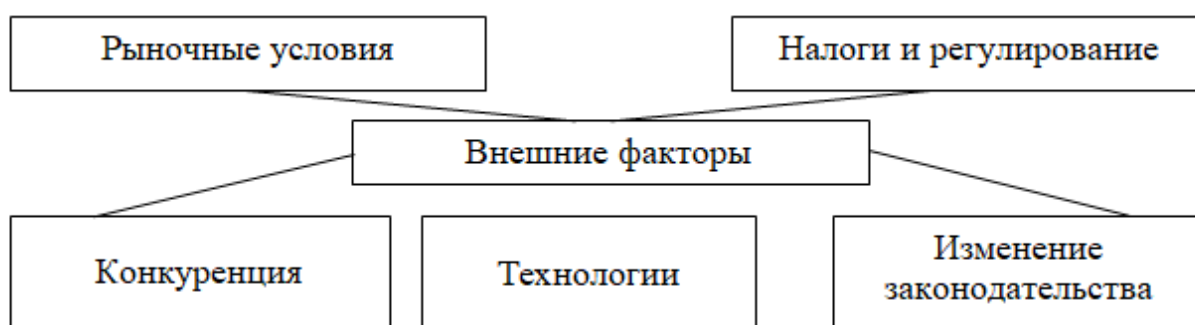 Рыночные условия
Налоги и регулирование
Внешние факторы
Конкуренция
Технологии
Изменение
законодательства